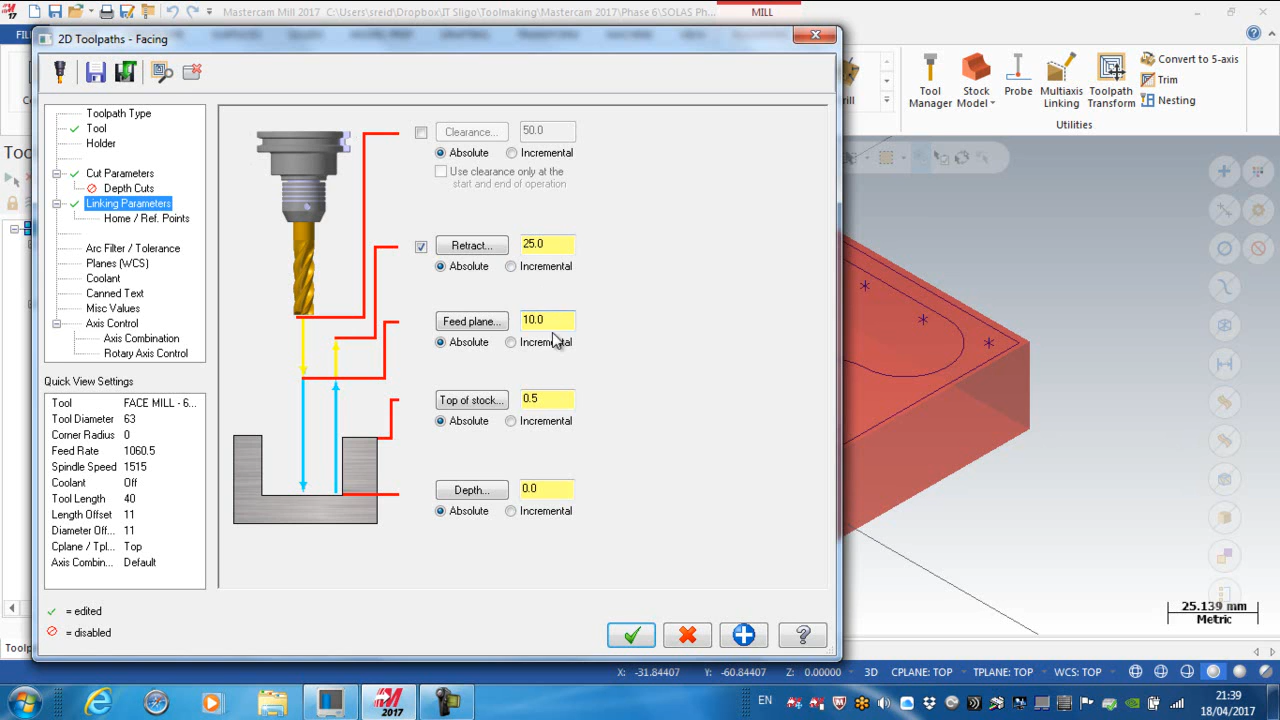 Mastercam Mill 2017
C:\Users\sreid\Dropbox\IT Sligo\Toolmaking\Mastercam 2017\Phase 6\SOLAS Ph...
MILL
2D Toolpaths - Facing
Tool Manager
Stock Model
Probe
Multiaxis Linking
Toolpath Transform
Convert to 5-axis
Trim
Nesting
Utilities
Toolpath Type
Tool
Holder
Cut Parameters
Depth Cuts
Linking Parameters
Home / Ref. Points
Arc Filter / Tolerance
Planes (WCS)
Coolant
Canned Text
Misc Values
Axis Control
Axis Combination
Rotary Axis Control
Clearance... 50.0
Absolute Incremental
Use clearance only at the
start and end of operation
Retract... 25.0
Absolute Incremental
Feed plane... 10.0
Absolute Incremental
Top of stock... 0.5
Absolute Incremental
Depth... 0.0
Absolute Incremental
Quick View Settings
Tool FACE MILL - 6...
Tool Diameter 63
Corner Radius 0
Feed Rate 1060.5
Spindle Speed 1515
Coolant Off
Tool Length 40
Length Offset 11
Diameter Off... 11
Cplane / Tpl... Top
Axis Combin... Default
= edited
= disabled
25.139 mm
Metric
X: -31.84407 Y: -60.84407 Z: 0.00000 3D CPLANE: TOP TPLANE: TOP WCS: TOP
2017
EN
21:39
18/04/2017